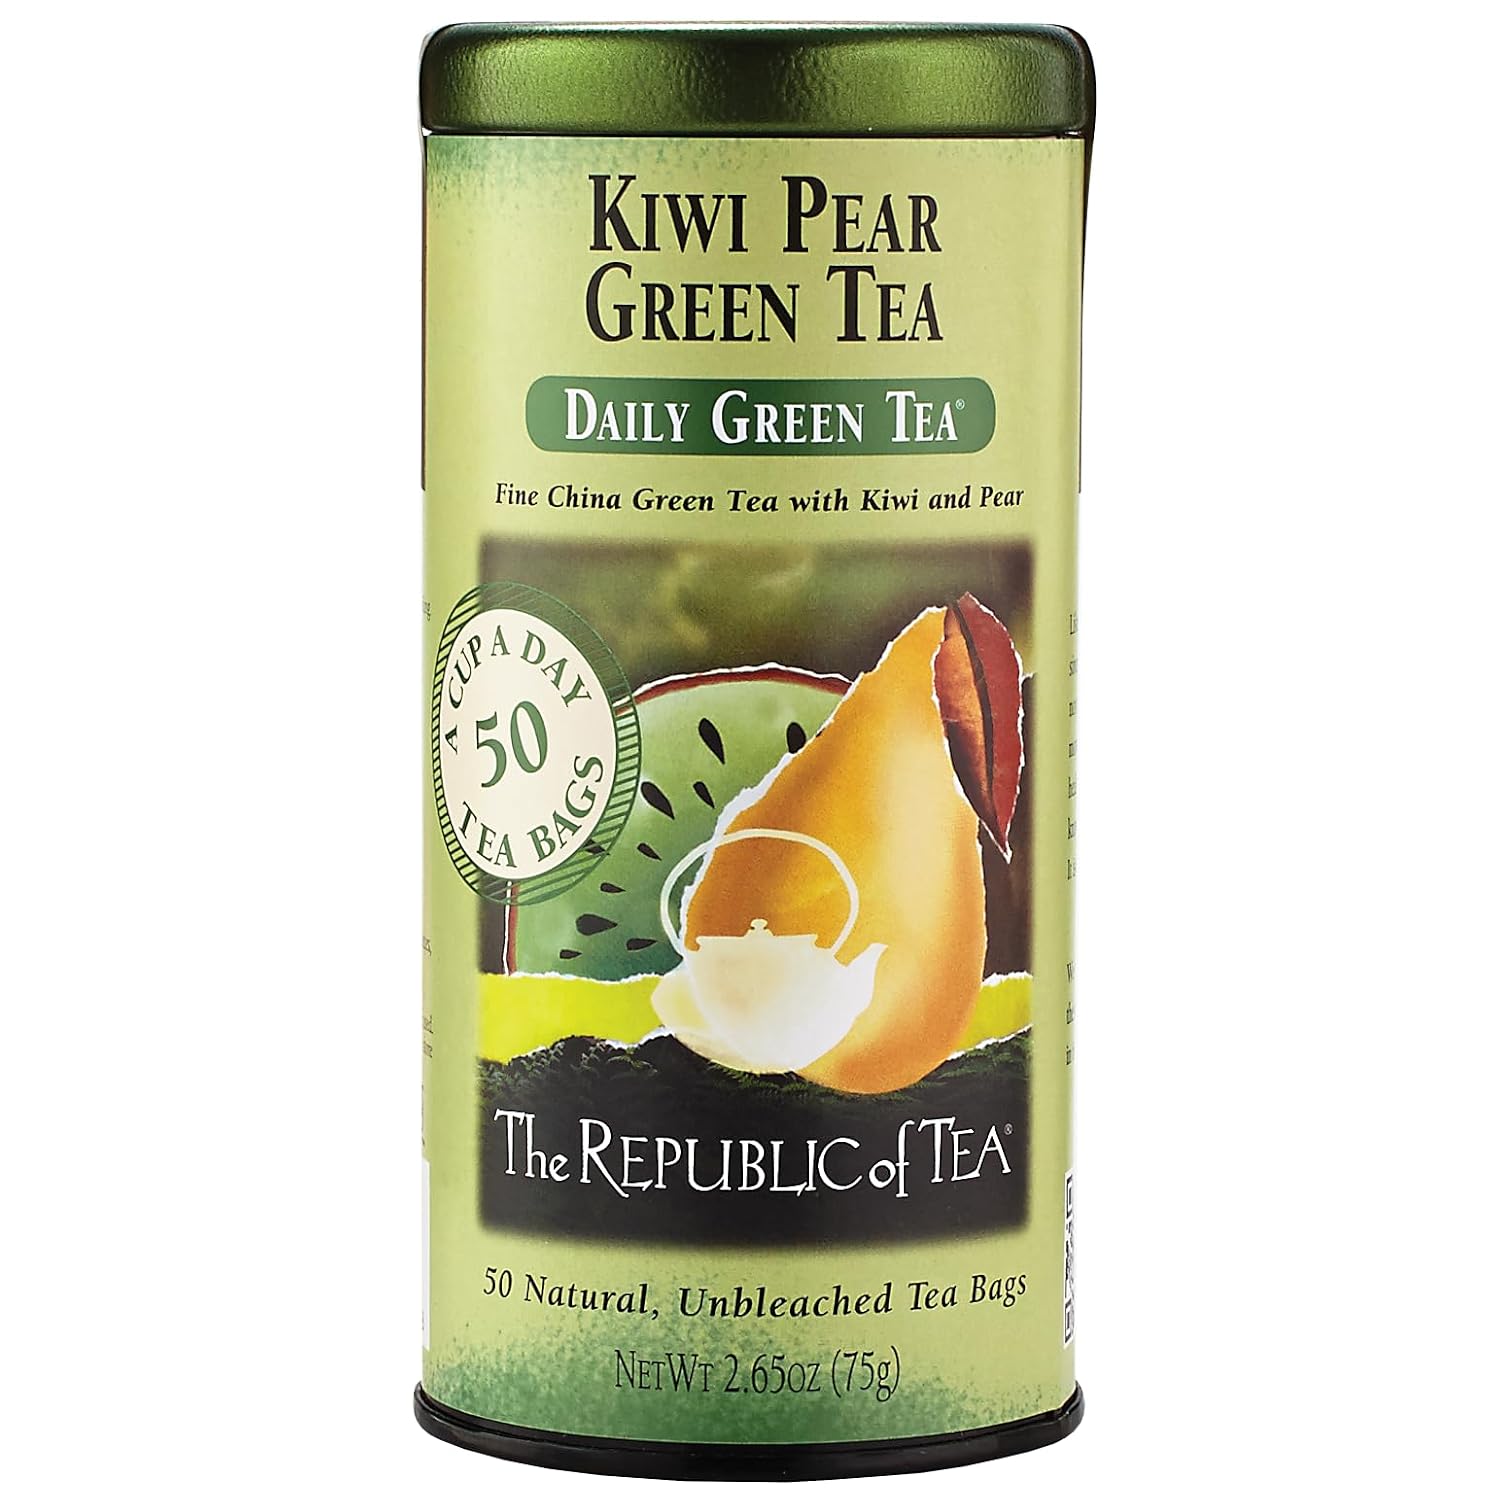 KIWI PEAR
GREEN TEA
DAILY GREEN TEA®
Fine China Green Tea with Kiwi and Pear
A CUP A DAY
50
TEA BAGS
The REPUBLIC of TEA®
50 Natural, Unbleached Tea Bags
NETWT 2.65OZ (75g)